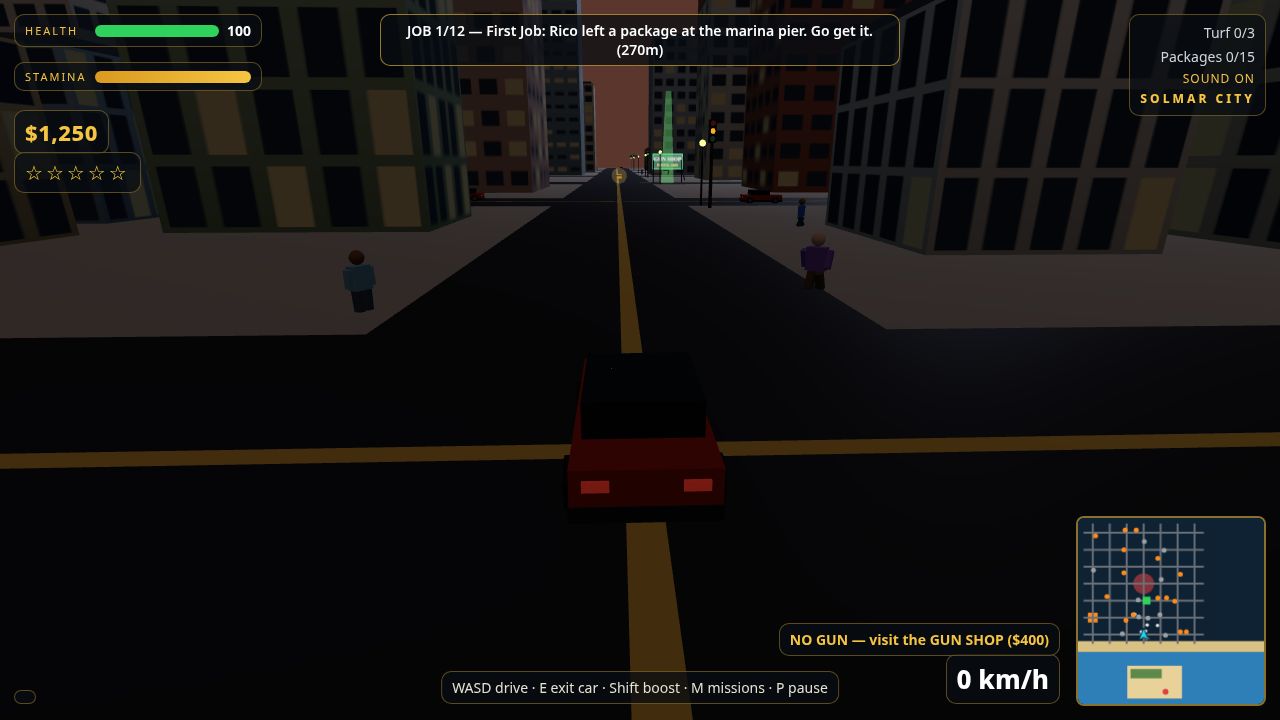 HEALTH 100
STAMINA
$1,250
JOB 1/12 — First Job: Rico left a package at the marina pier. Go get it.
(270m)
Turf 0/3
Packages 0/15
SOUND ON
SOLMAR CITY
GUN SHOP
NO GUN — visit the GUN SHOP ($400)
0 km/h
WASD drive · E exit car · Shift boost · M missions · P pause